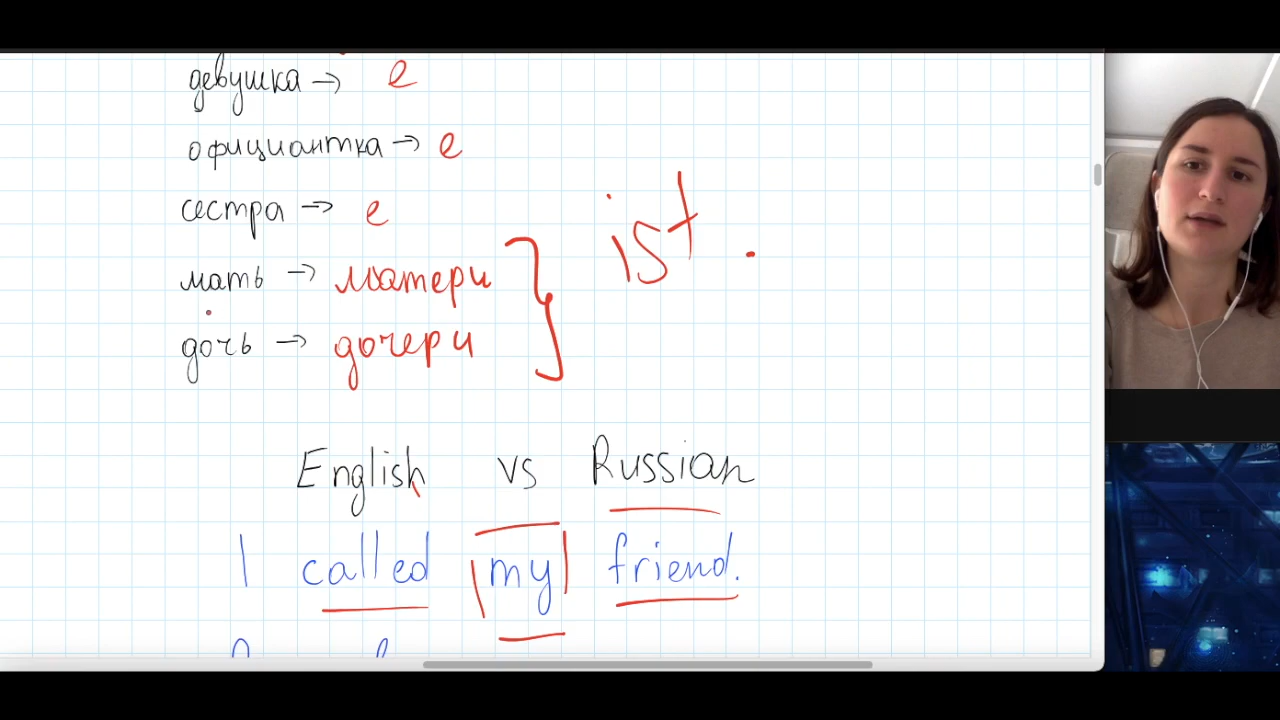 девушка → е
официантка → е
сестра → е
мать → матери
дочь → дочери
ist.
English vs Russian
I called my friend.